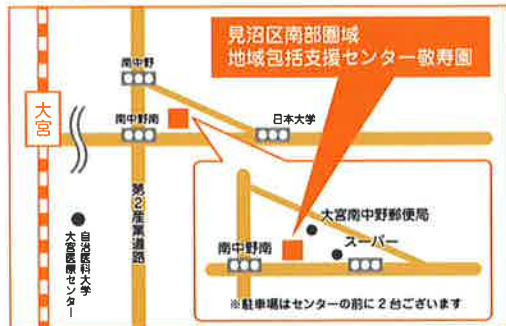 見沼区南部圏域
地域包括支援センター敬寿園
南中野
大宮
南中野南
日本大学
第2産業道路
自治医科大学
大宮医療センター
大宮南中野郵便局
スーパー
南中野南
※駐車場はセンターの前に2台ございます